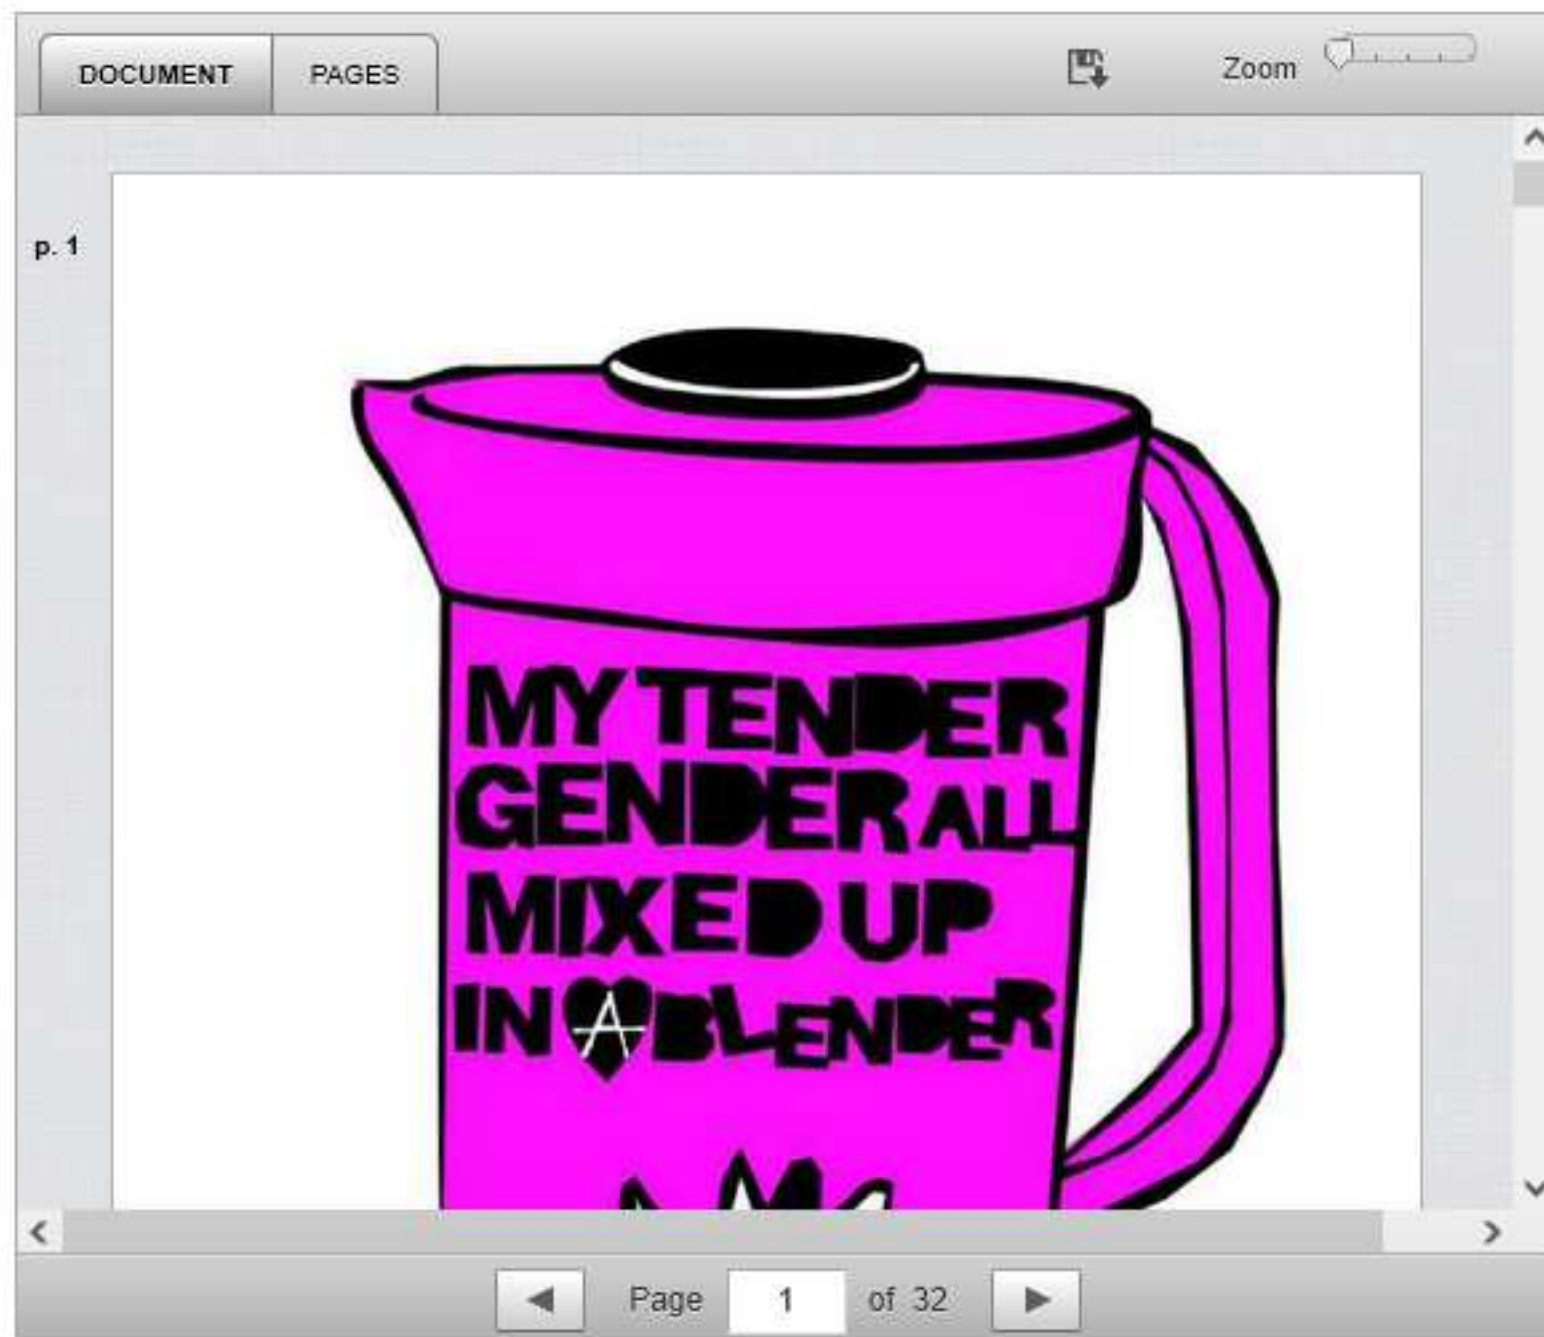 DOCUMENT PAGES Zoom
p. 1
MY TENDER
GENDER ALL
MIXED UP
IN A BLENDER
Page 1 of 32